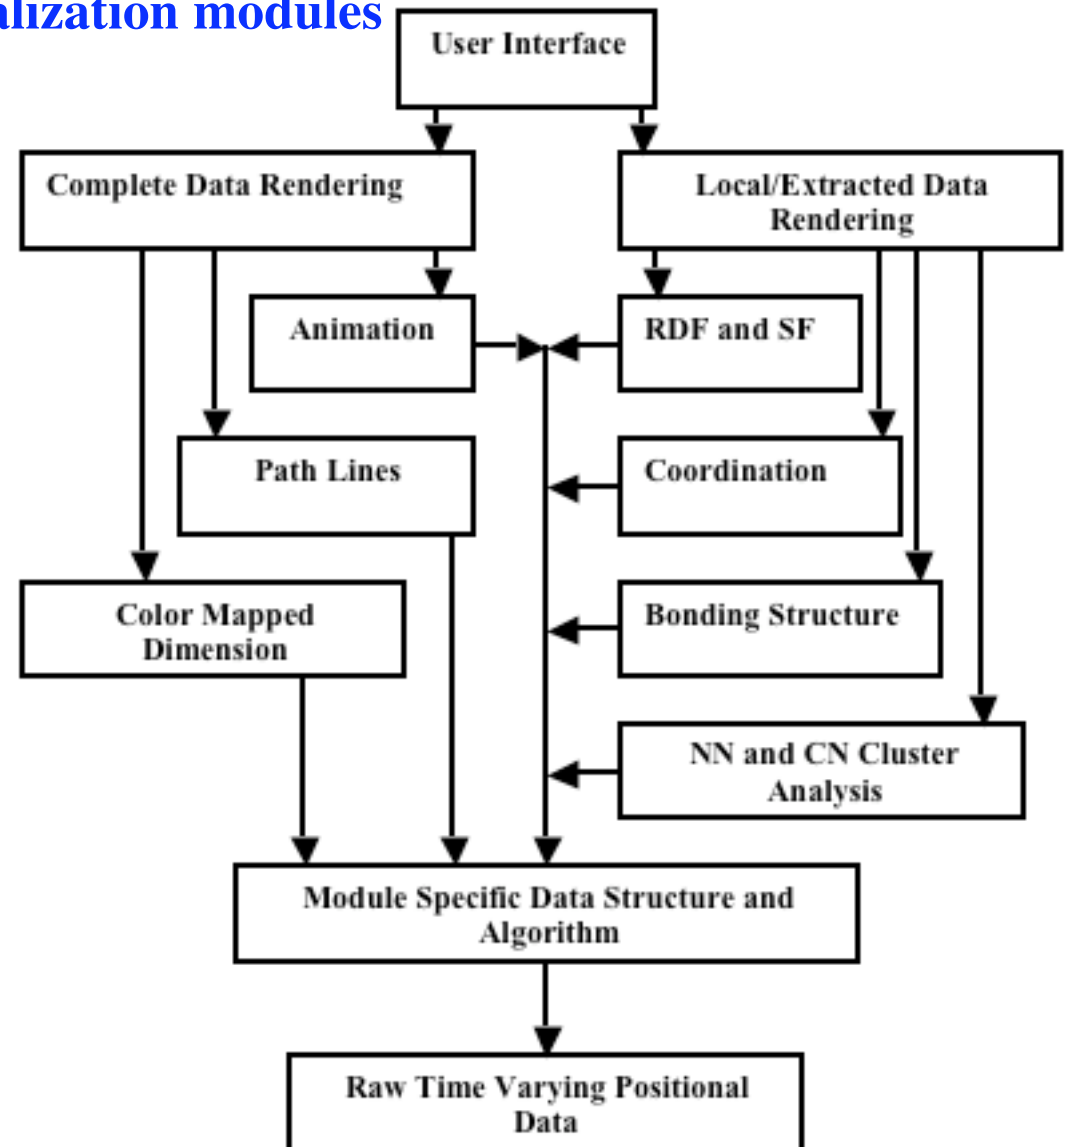 modules
User Interface
Complete Data Rendering
Local/Extracted Data
Rendering
Animation
RDF and SF
Path Lines
Coordination
Color Mapped
Dimension
Bonding Structure
NN and CN Cluster
Analysis
Module Specific Data Structure and
Algorithm
Raw Time Varying Positional
Data